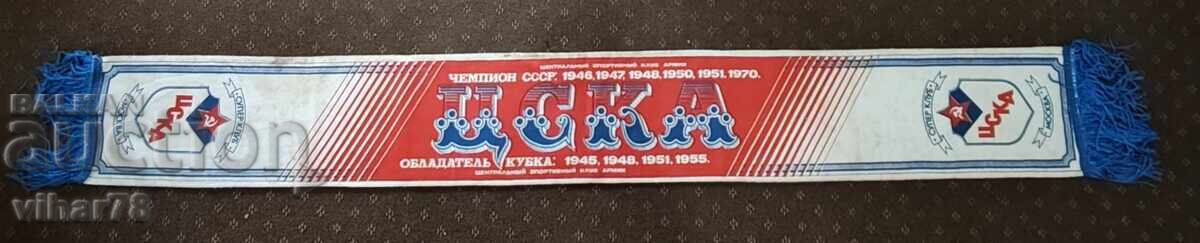 ЦЕНТРАЛЬНЫЙ СПОРТИВНЫЙ КЛУБ АРМИИ
ЧЕМПИОН СССР: 1946, 1947, 1948, 1950, 1951, 1970.
ЦСКА
ОБЛАДАТЕЛЬ КУБКА: 1945, 1948, 1951, 1955.
ЦЕНТРАЛЬНЫЙ СПОРТИВНЫЙ КЛУБ АРМИИ
СУПЕР КЛУБ
ЦСКА
МОСКВА
СУПЕР КЛУБ
ЦСКА
МОСКВА
BALKAN
auction
vihar78